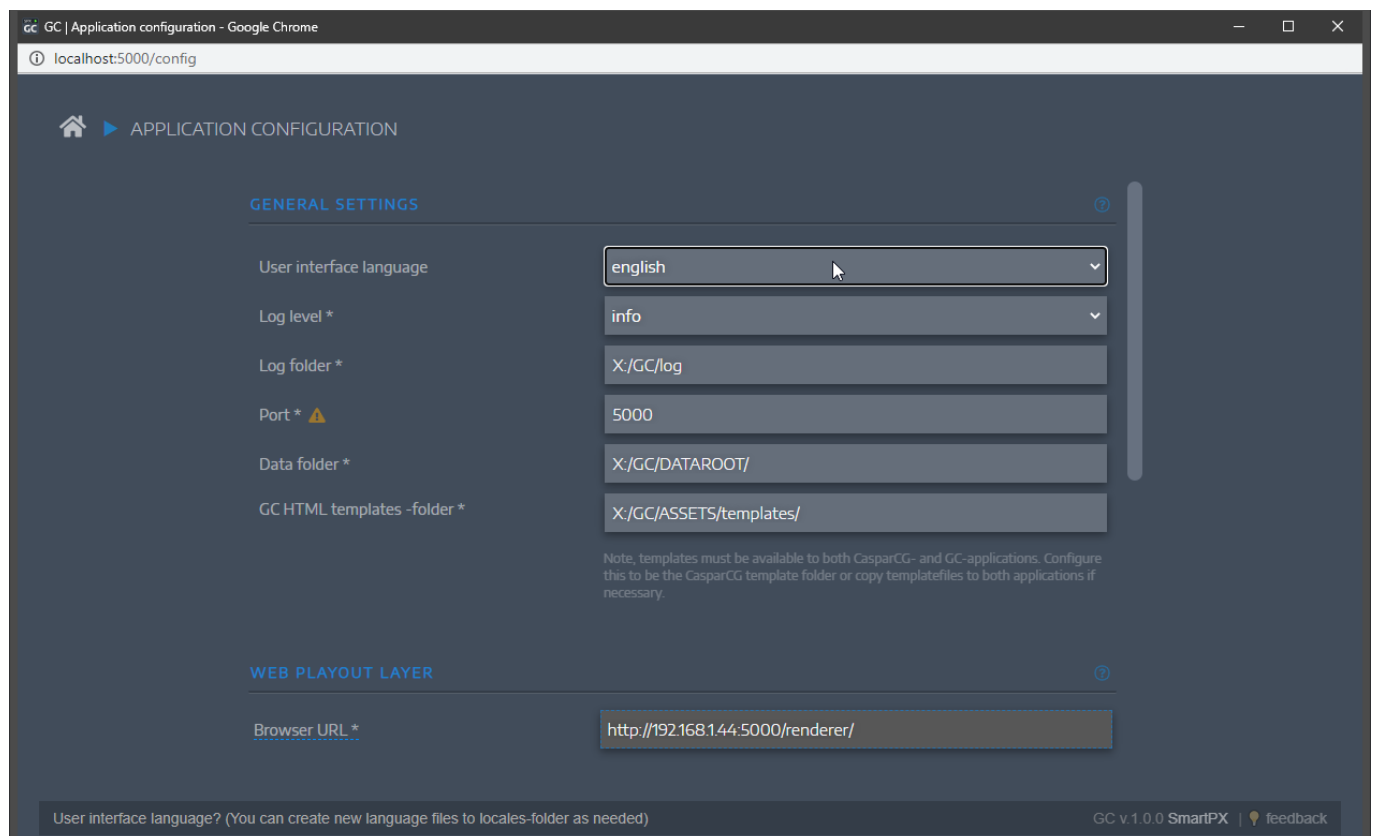 GC GC | Application configuration - Google Chrome
localhost:5000/config
APPLICATION CONFIGURATION
GENERAL SETTINGS
User interface language english
Log level * info
Log folder * X:/GC/log
Port * 5000
Data folder * X:/GC/DATAROOT/
GC HTML templates -folder * X:/GC/ASSETS/templates/
Note, templates must be available to both CasparCG- and GC-applications. Configure
this to be the CasparCG template folder or copy templatefiles to both applications if
necessary.
WEB PLAYOUT LAYER
Browser URL * http://192.168.1.44:5000/renderer/
User interface language? (You can create new language files to locales-folder as needed) GC v.1.0.0 SmartPX | feedback